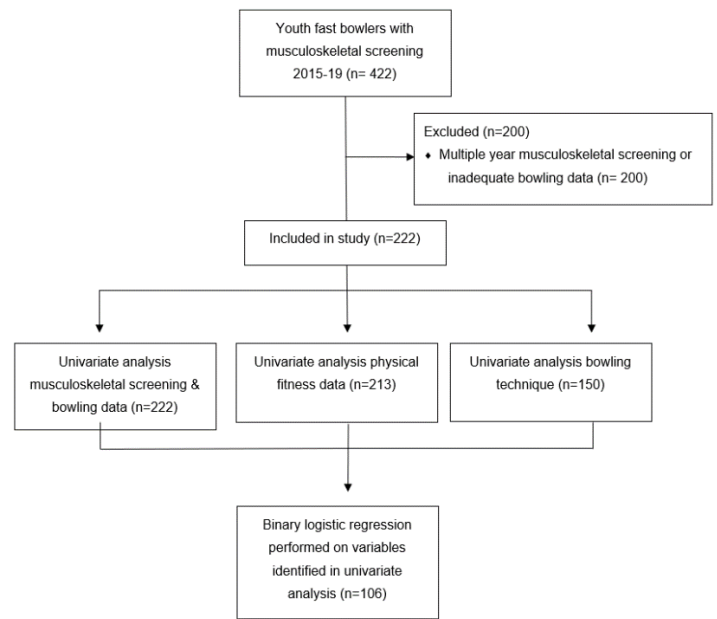 Youth fast bowlers with
musculoskeletal screening
2015-19 (n= 422)
Excluded (n=200)
♦ Multiple year musculoskeletal screening or
inadequate bowling data (n= 200)
Included in study (n=222)
Univariate analysis
musculoskeletal screening &
bowling data (n=222)
Univariate analysis physical
fitness data (n=213)
Univariate analysis bowling
technique (n=150)
Binary logistic regression
performed on variables
identified in univariate
analysis (n=106)